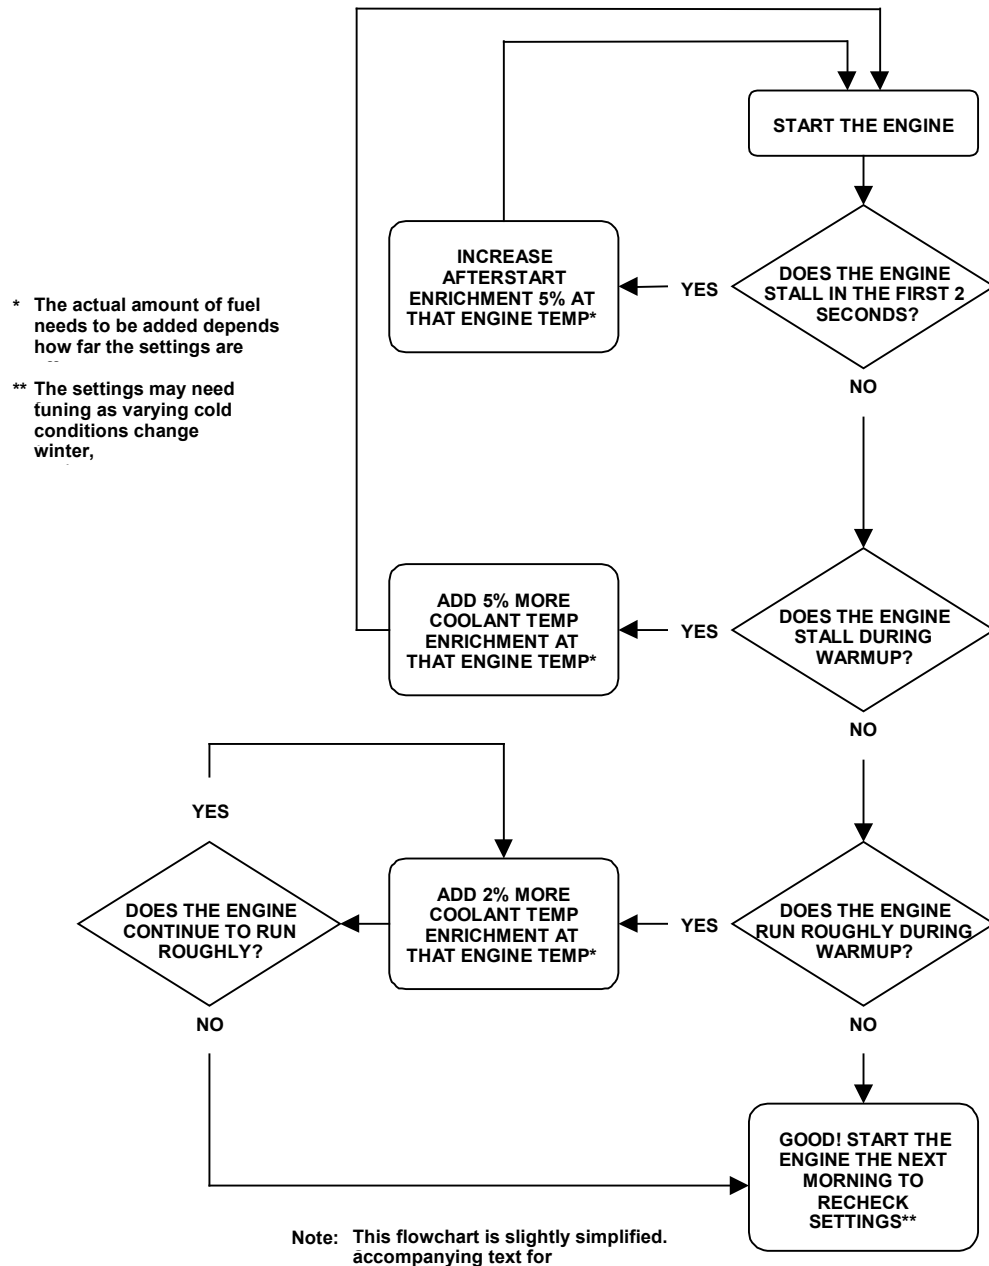 START THE ENGINE
DOES THE ENGINE
STALL IN THE FIRST 2
SECONDS?
YES
INCREASE
AFTERSTART
ENRICHMENT 5% AT
THAT ENGINE TEMP*
NO
* The actual amount of fuel
needs to be added depends
how far the settings are
** The settings may need
tuning as varying cold
conditions change
winter,
DOES THE ENGINE
STALL DURING
WARMUP?
YES
ADD 5% MORE
COOLANT TEMP
ENRICHMENT AT
THAT ENGINE TEMP*
NO
DOES THE ENGINE
RUN ROUGHLY DURING
WARMUP?
YES
ADD 2% MORE
COOLANT TEMP
ENRICHMENT AT
THAT ENGINE TEMP*
DOES THE ENGINE
CONTINUE TO RUN
ROUGHLY?
YES
NO
NO
GOOD! START THE
ENGINE THE NEXT
MORNING TO
RECHECK
SETTINGS**
Note: This flowchart is slightly simplified.
accompanying text for